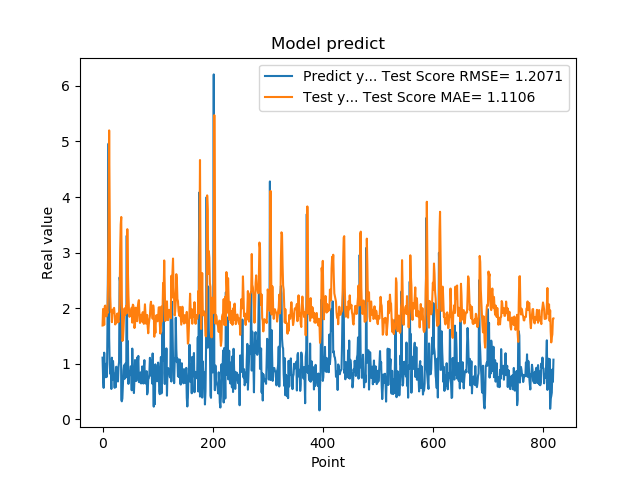 Model predict
Predict y... Test Score RMSE= 1.2071
Test y... Test Score MAE= 1.1106
Real value
6
5
4
3
2
1
0
0 200 400 600 800
Point